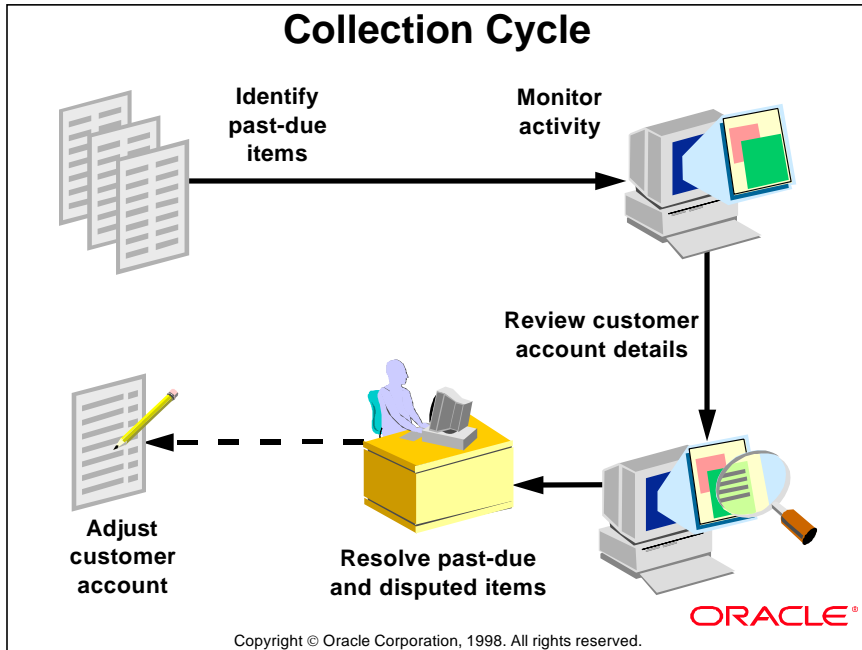 Collection Cycle
Identify
past-due
items
Monitor
activity
Review customer
account details
Adjust
customer
account
Resolve past-due
and disputed items
ORACLE®
Copyright © Oracle Corporation, 1998. All rights reserved.